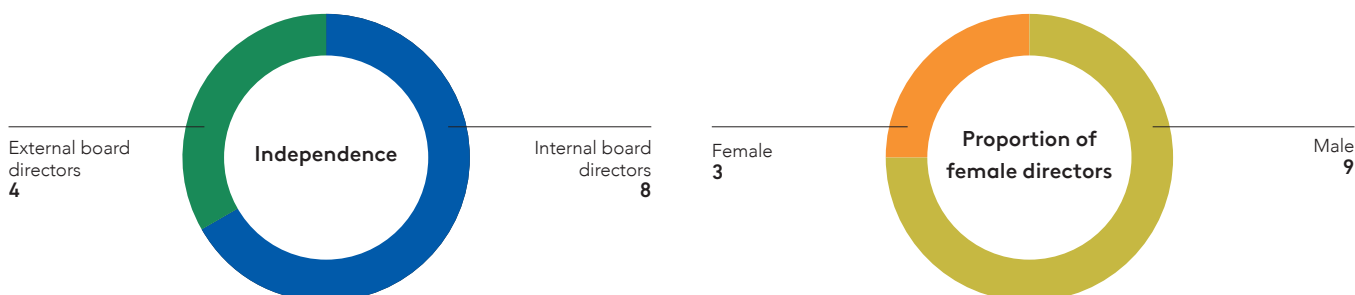 External board
directors
4
Independence
Internal board
directors
8
Female
3
Proportion of
female directors
Male
9